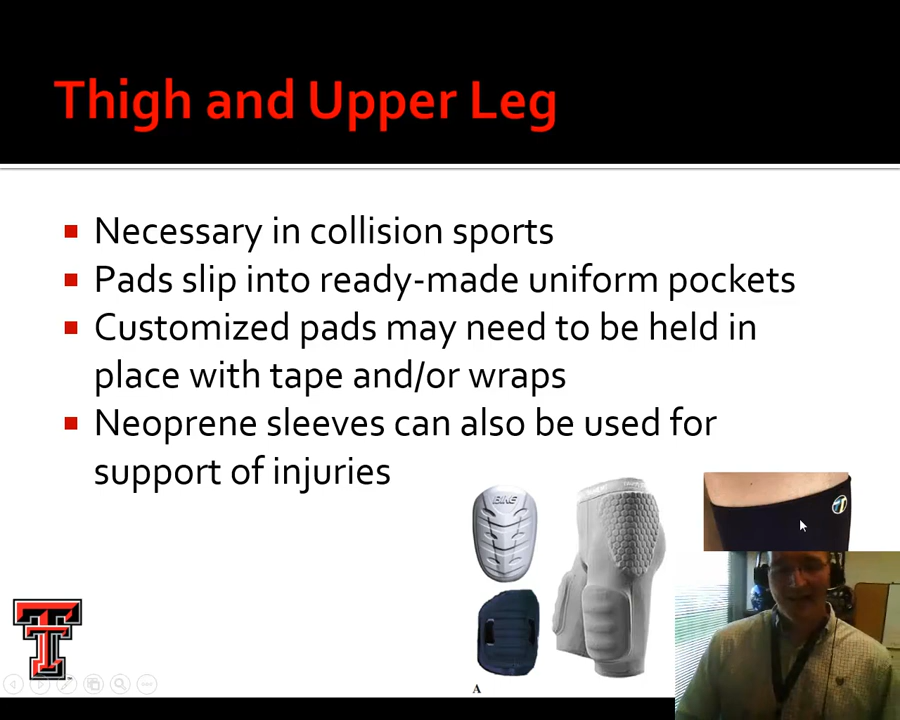 Thigh and Upper Leg
Necessary in collision sports
Pads slip into ready-made uniform pockets
Customized pads may need to be held in
place with tape and/or wraps
Neoprene sleeves can also be used for
support of injuries
BIKE
A